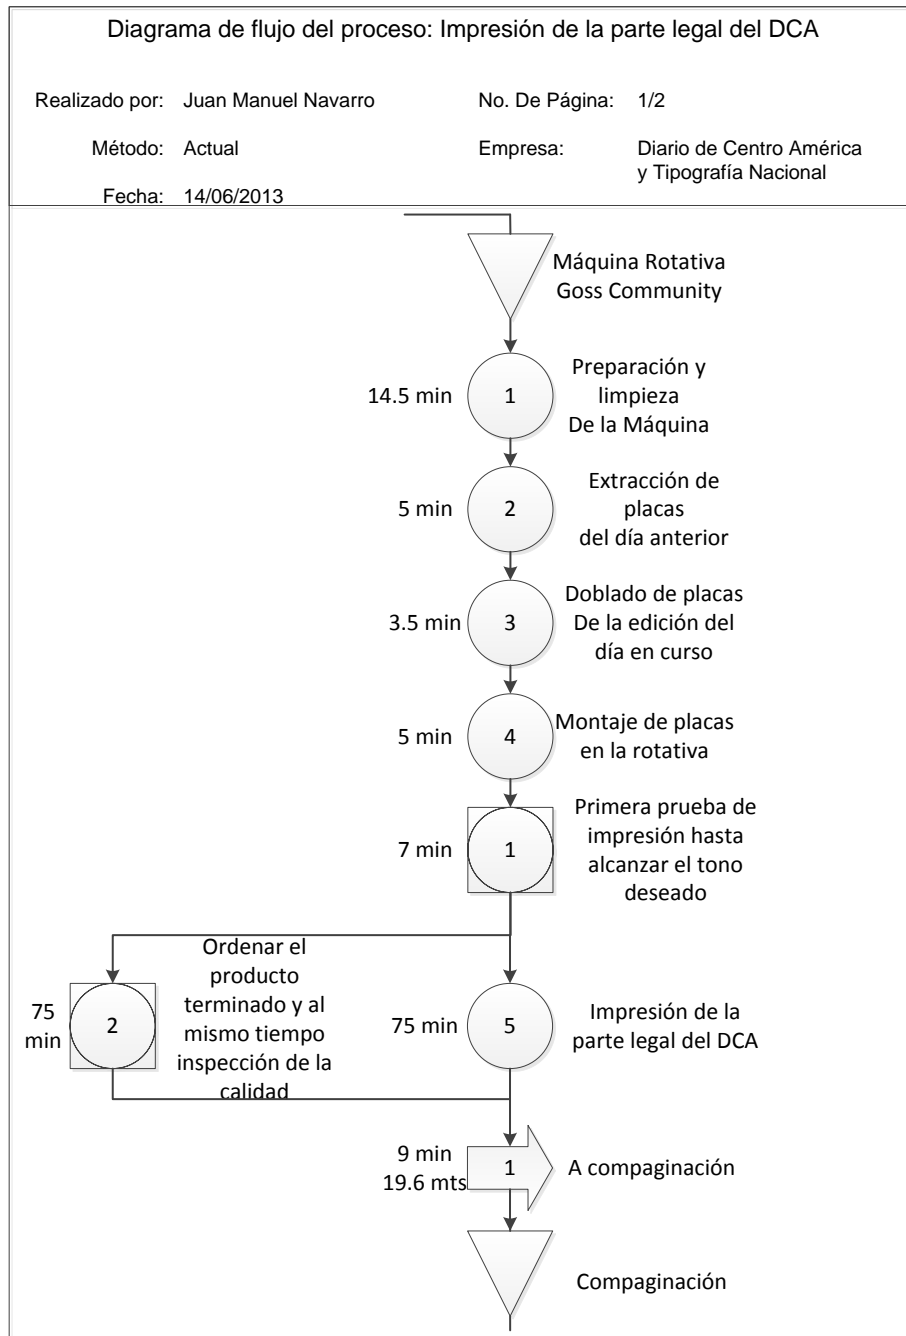 Diagrama de flujo del proceso: Impresión de la parte legal del DCA
Realizado por: Juan Manuel Navarro
No. De Página: 1/2
Método: Actual
Empresa: Diario de Centro América
y Tipografía Nacional
Fecha: 14/06/2013
Máquina Rotativa
Goss Community
14.5 min
1
Preparación y
limpieza
De la Máquina
5 min
2
Extracción de
placas
del día anterior
3.5 min
3
Doblado de placas
De la edición del
día en curso
5 min
4
Montaje de placas
en la rotativa
7 min
1
Primera prueba de
impresión hasta
alcanzar el tono
deseado
75
min
2
Ordenar el
producto
terminado y al
mismo tiempo
inspección de la
calidad
75 min
5
Impresión de la
parte legal del DCA
9 min
19.6 mts
1
A compaginación
Compaginación